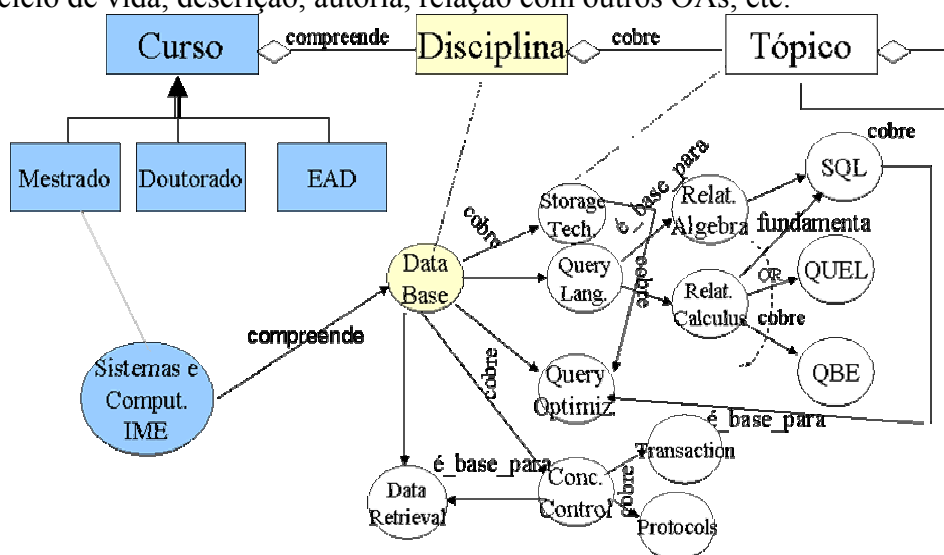 ciclo de vida, descrição, autoria, relação com outros OAs, etc.
Curso
compreende
Disciplina
cobre
Tópico
cobre
Mestrado
Doutorado
EAD
SQL
Storage
Tech.
é_base_para
Relat.
Algebra
fundamenta
cobre
Data
Base
Query
Lang.
cobre
Relat.
Calculus
OR
QUEL
cobre
compreende
QBE
Sistemas e
Comput.
IME
cobre
Query
Optimiz.
é_base_para
Transaction
é_base_para
Conc.
Control
cobre
Data
Retrieval
Protocols